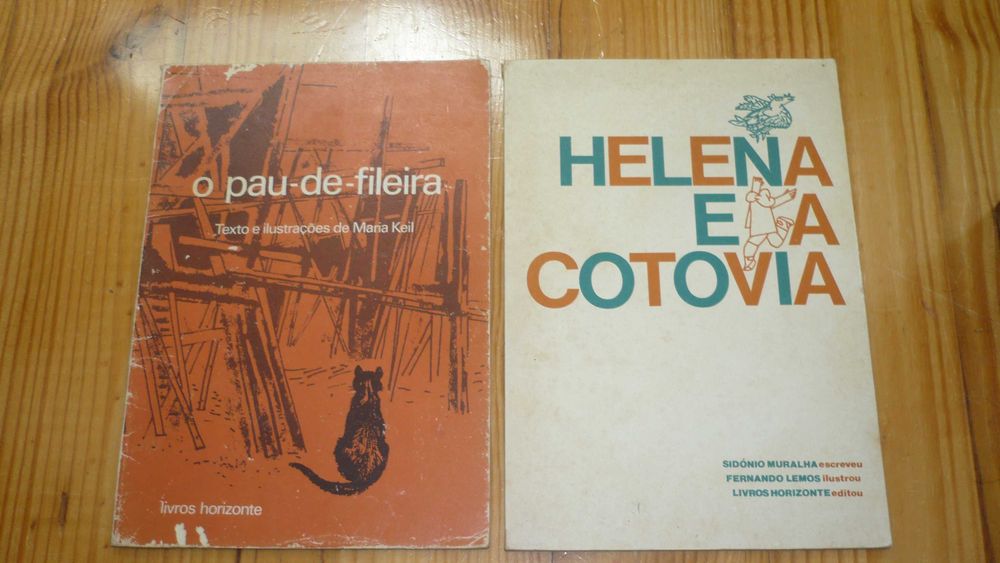 o pau-de-fileira
Texto e ilustrações de Maria Keil
livros horizonte
HELENA
E A
COTOVIA
SIDÓNIO MURALHA escreveu
FERNANDO LEMOS ilustrou
LIVROS HORIZONTE editou